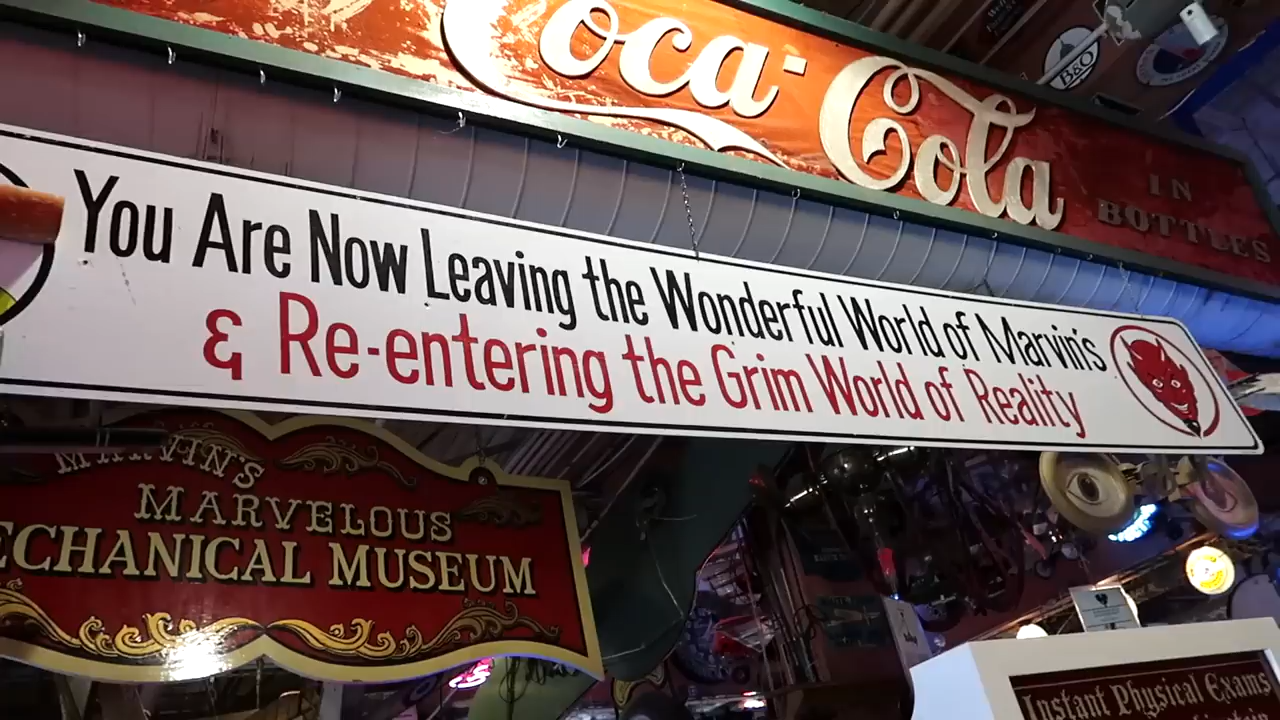 Coca-Cola
IN
BOTTLES
B&O
You Are Now Leaving the Wonderful World of Marvin's
& Re-entering the Grim World of Reality
MARVIN'S
MARVELOUS
ECHANICAL MUSEUM
Instant Physical Exams